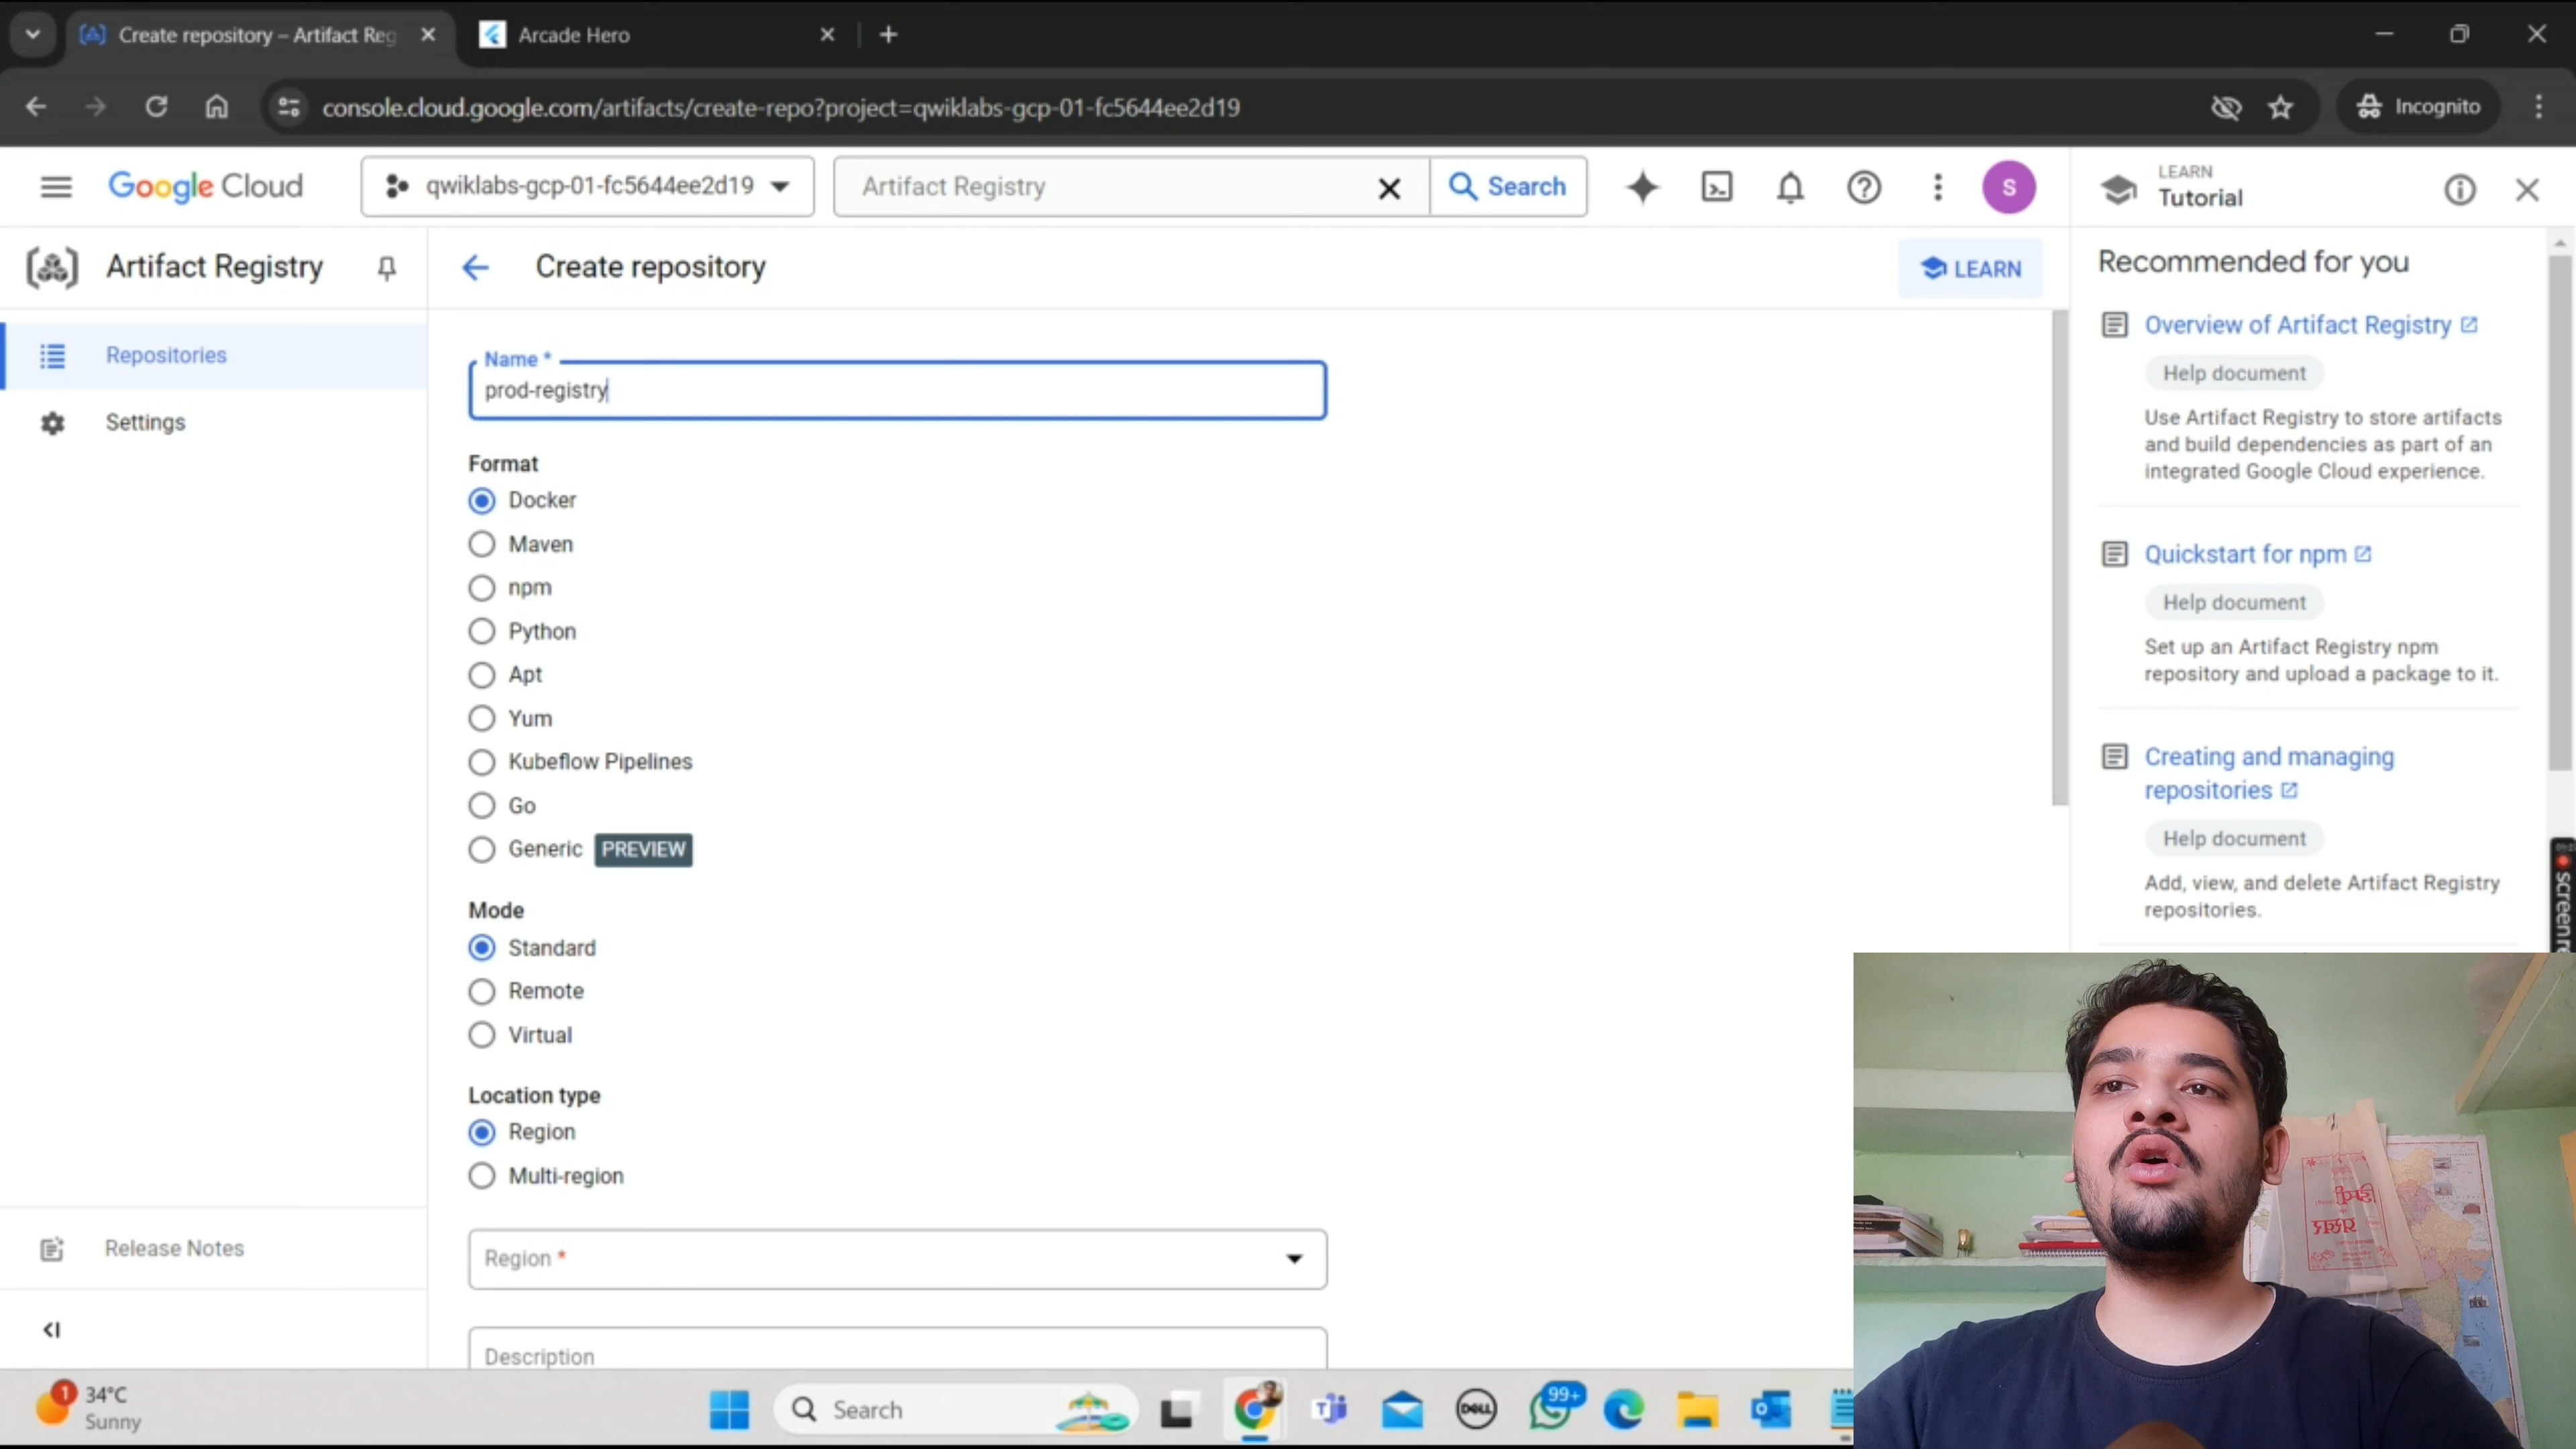 Create repository – Artifact Reg
Arcade Hero
console.cloud.google.com/artifacts/create-repo?project=qwiklabs-gcp-01-fc5644ee2d19
Incognito
Google Cloud
qwiklabs-gcp-01-fc5644ee2d19
Artifact Registry
Search
S
LEARN
Tutorial
Artifact Registry
Create repository
LEARN
Recommended for you
Repositories
Settings
Name *
prod-registry
Format
Docker
Maven
npm
Python
Apt
Yum
Kubeflow Pipelines
Go
Generic PREVIEW
Mode
Standard
Remote
Virtual
Location type
Region
Multi-region
Region *
Description
Overview of Artifact Registry
Help document
Use Artifact Registry to store artifacts
and build dependencies as part of an
integrated Google Cloud experience.
Quickstart for npm
Help document
Set up an Artifact Registry npm
repository and upload a package to it.
Creating and managing
repositories
Help document
Add, view, and delete Artifact Registry
repositories.
Release Notes
1
34°C
Sunny
Search
DELL
99+